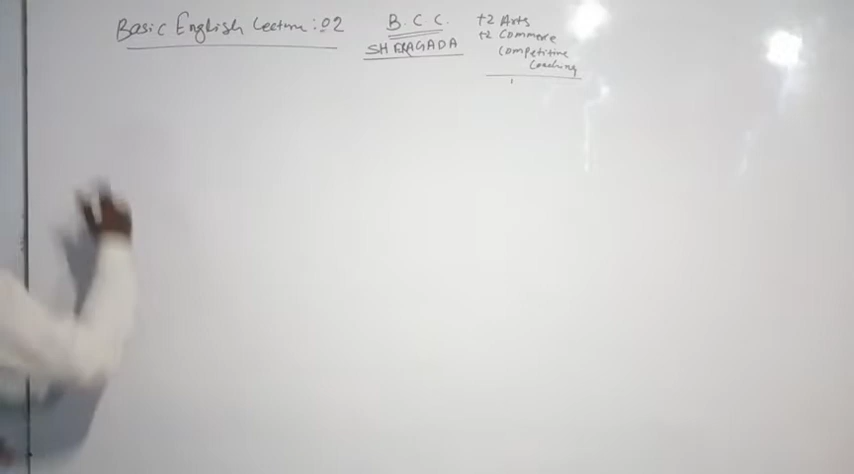 Basic English Lecture : 02
B. C. C.
SHERAGADA
+2 Arts
+2 Commerce
Competitive
Coaching